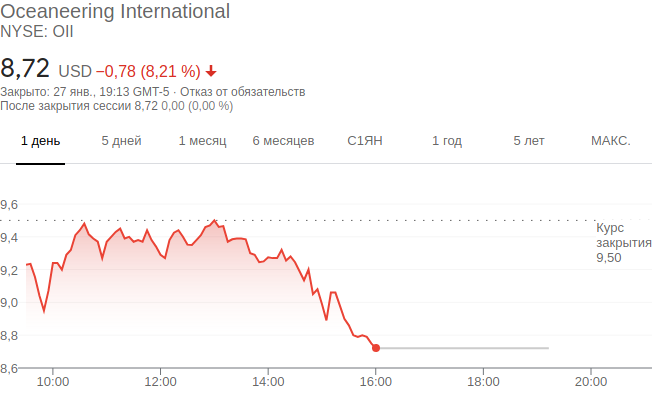 Oceaneering International
NYSE: OII
8,72 USD −0,78 (8,21 %)
Закрыто: 27 янв., 19:13 GMT-5 · Отказ от обязательств
После закрытия сессии 8,72 0,00 (0,00 %)
1 день 5 дней 1 месяц 6 месяцев С1ЯН 1 год 5 лет МАКС.
9,6
9,4
9,2
9,0
8,8
8,6
Курс
закрытия
9,50
10:00 12:00 14:00 16:00 18:00 20:00